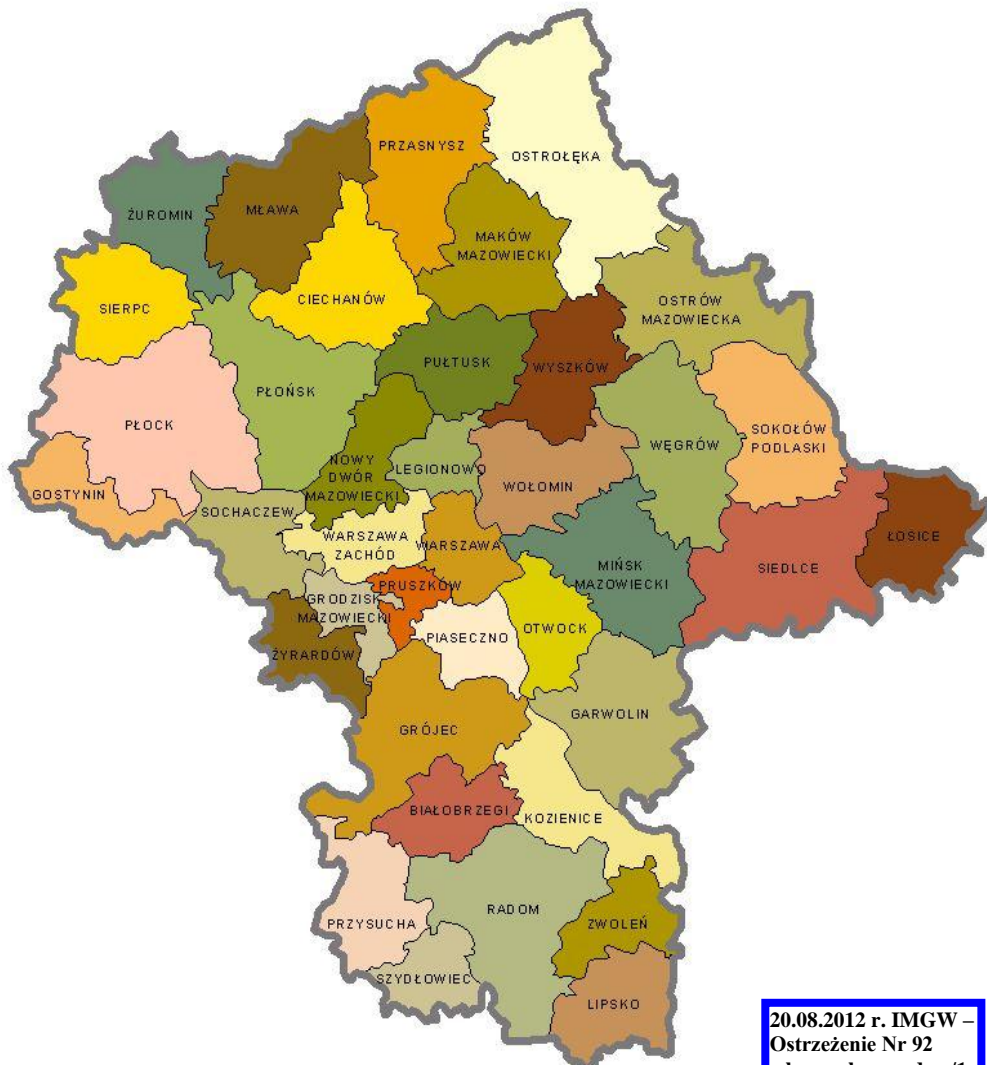 OSTROŁĘKA
PRZASNYSZ
ŻUROMIN
MŁAWA
MAKÓW
MAZOWIECKI
CIECHANÓW
SIERPC
OSTRÓW
MAZOWIECKA
PUŁTUSK
WYSZKÓW
PŁOŃSK
PŁOCK
SOKOŁÓW
PODLASKI
WĘGRÓW
NOWY
DWÓR
MAZOWIECKI
LEGIONOWO
WOŁOMIN
GOSTYNIN
SOCHACZEW
WARSZAWA
ZACHÓD
WARSZAWA
ŁOSICE
SIEDLCE
MIŃSK
MAZOWIECKI
PRUSZKÓW
GRODZISK
MAZOWIECKI
OTWOCK
PIASECZNO
ŻYRARDÓW
GARWOLIN
GRÓJEC
BIAŁOBRZEGI
KOZIENICE
RADOM
PRZYSUCHA
ZWOLEŃ
SZYDŁOWIEC
LIPSKO
20.08.2012 r. IMGW –
Ostrzeżenie Nr 92